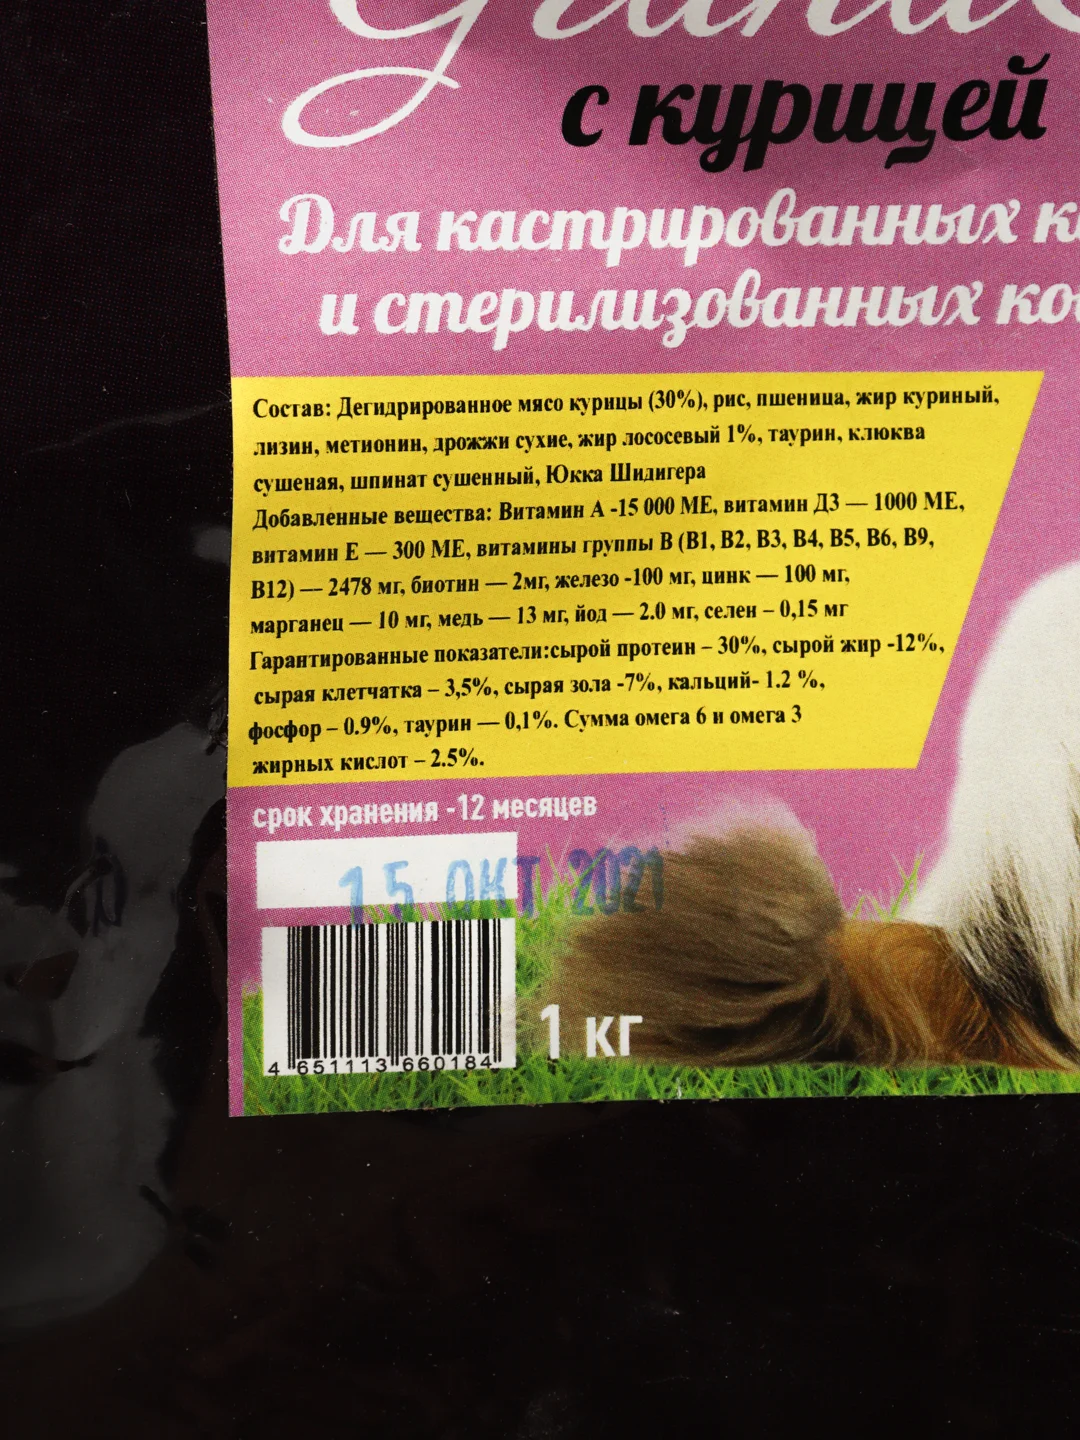 с курицей
Для кастрированных
и стерилизованных
Состав: Дегидрированное мясо курицы (30%), рис, пшеница, жир куриный,
лизин, метионин, дрожжи сухие, жир лососевый 1%, таурин, клюква
сушеная, шпинат сушенный, Юкка Шидигера
Добавленные вещества: Витамин А -15 000 МЕ, витамин Д3 — 1000 МЕ,
витамин Е — 300 МЕ, витамины группы В (В1, В2, В3, В4, В5, В6, В9,
В12) — 2478 мг, биотин — 2мг, железо -100 мг, цинк — 100 мг,
марганец — 10 мг, медь — 13 мг, йод — 2.0 мг, селен – 0,15 мг
Гарантированные показатели:сырой протеин – 30%, сырой жир -12%,
сырая клетчатка – 3,5%, сырая зола -7%, кальций- 1.2 %,
фосфор – 0.9%, таурин — 0,1%. Сумма омега 6 и омега 3
жирных кислот – 2.5%.
срок хранения -12 месяцев
15 ОКТ 2021
4 651113 660184
1 кг